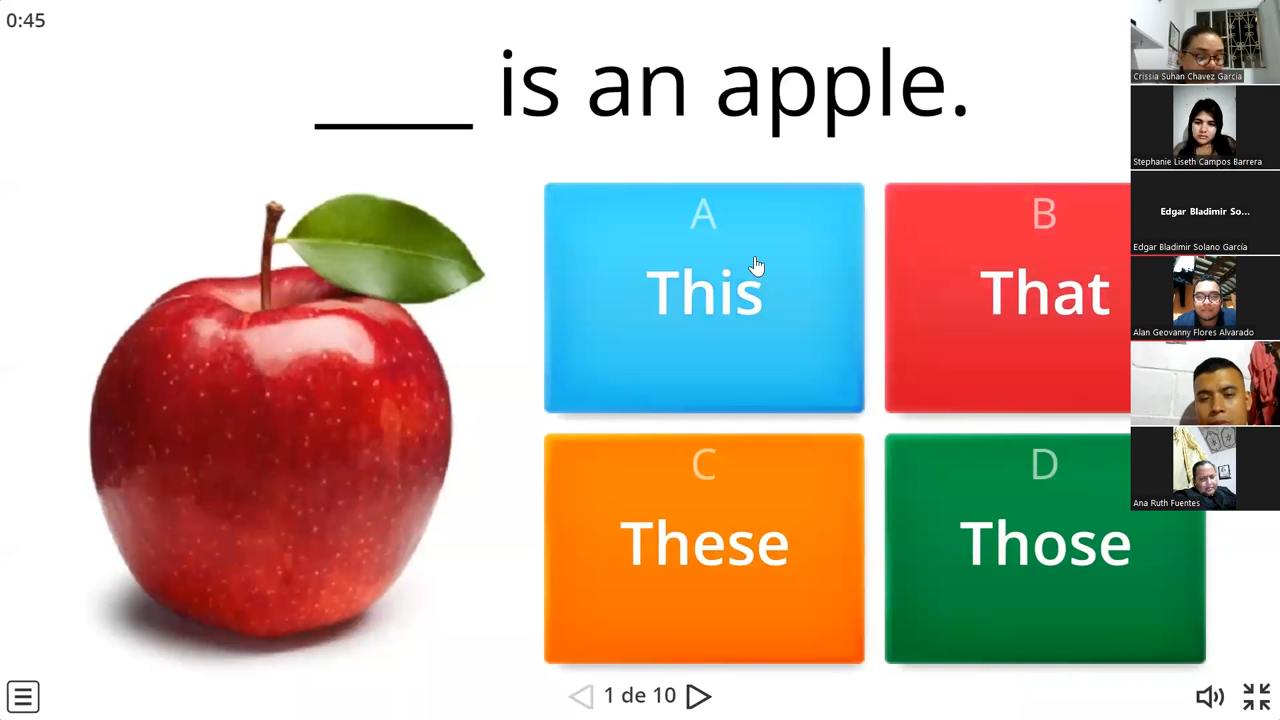 0:45
____ is an apple.
A
This
B
That
C
These
D
Those
1 de 10
Crissia Suhan Chavez Garcia
Stephanie Liseth Campos Barrera
Edgar Bladimir So...
Edgar Bladimir Solano García
Alan Geovanny Flores Alvarado
Ana Ruth Fuentes